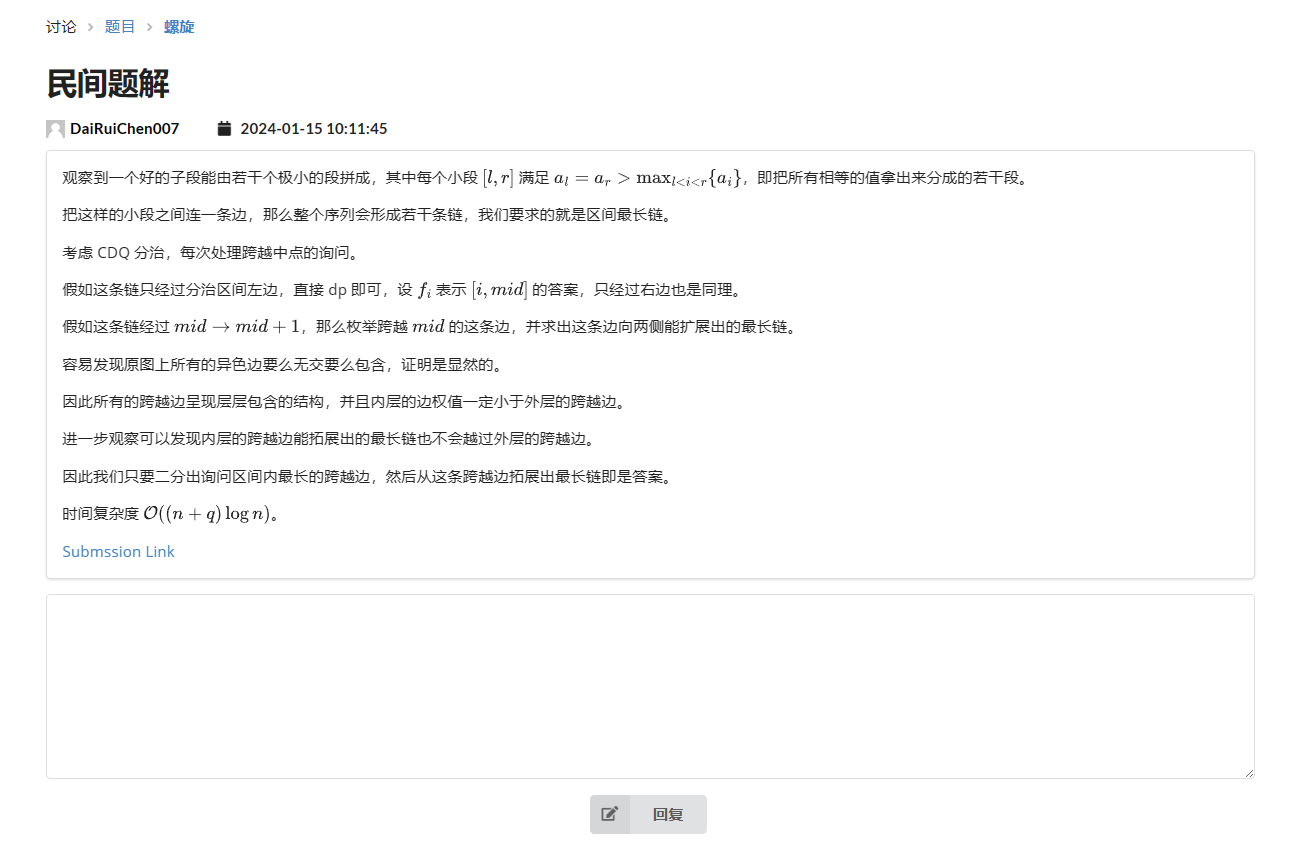 讨论 > 题目 > 螺旋
民间题解
DaiRuiChen007 2024-01-15 10:11:45
观察到一个好的子段能由若干个极小的段拼成，其中每个小段 [l, r] 满足 a_l = a_r > max_{l<i<r}{a_i}，即把所有相等的值拿出来分成的若干段。
把这样的小段之间连一条边，那么整个序列会形成若干条链，我们要求的就是区间最长链。
考虑 CDQ 分治，每次处理跨越中点的询问。
假如这条链只经过分治区间左边，直接 dp 即可，设 f_i 表示 [i, mid] 的答案，只经过右边也是同理。
假如这条链经过 mid → mid + 1，那么枚举跨越 mid 的这条边，并求出这条边向两侧能扩展出的最长链。
容易发现原图上所有的异色边要么无交要么包含，证明是显然的。
因此所有的跨越边呈现层层包含的结构，并且内层的边权值一定小于外层的跨越边。
进一步观察可以发现内层的跨越边能拓展出的最长链也不会越过外层的跨越边。
因此我们只要二分出询问区间内最长的跨越边，然后从这条跨越边拓展出最长链即是答案。
时间复杂度 O((n + q) log n)。
Submssion Link
回复